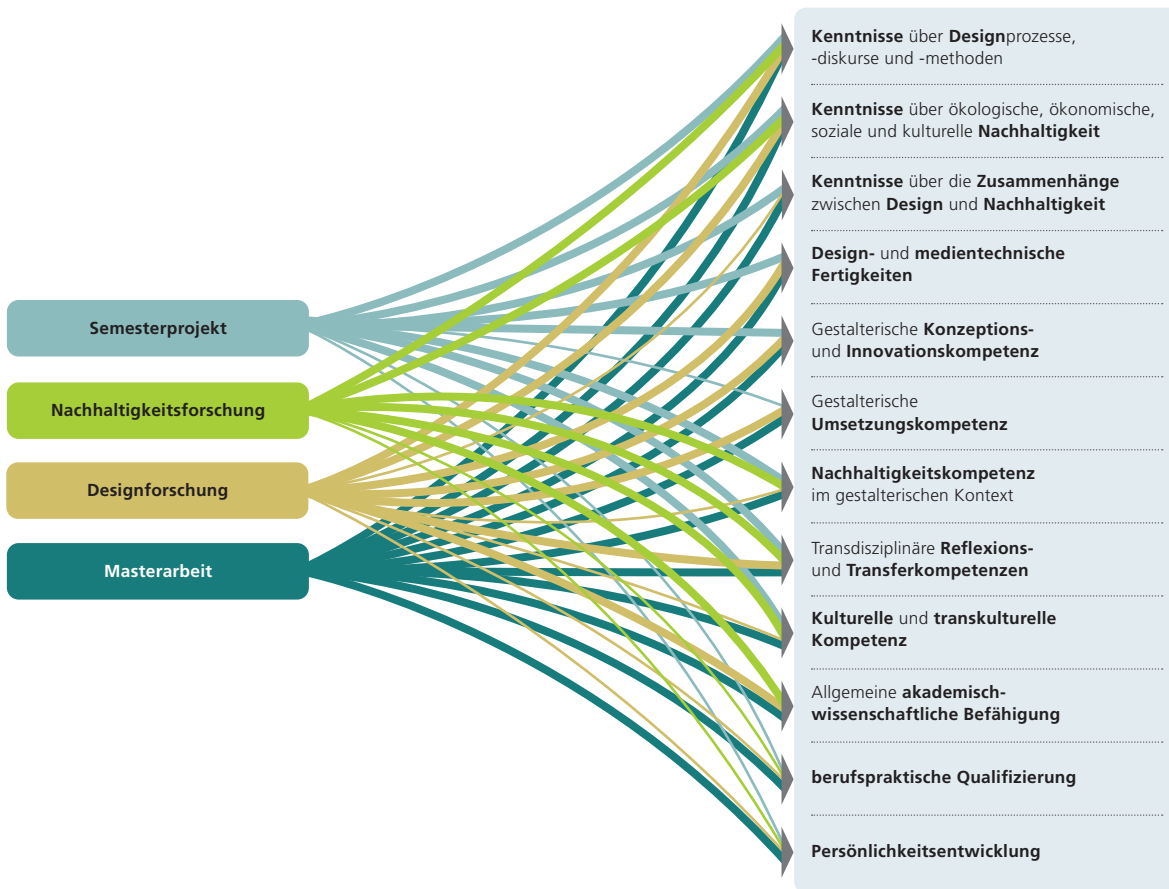 Semesterprojekt
Nachhaltigkeitsforschung
Designforschung
Masterarbeit
Kenntnisse über Designprozesse,
-diskurse und -methoden
Kenntnisse über ökologische, ökonomische,
soziale und kulturelle Nachhaltigkeit
Kenntnisse über die Zusammenhänge
zwischen Design und Nachhaltigkeit
Design- und medientechnische
Fertigkeiten
Gestalterische Konzeptions-
und Innovationskompetenz
Gestalterische
Umsetzungskompetenz
Nachhaltigkeitskompetenz
im gestalterischen Kontext
Transdisziplinäre Reflexions-
und Transferkompetenzen
Kulturelle und transkulturelle
Kompetenz
Allgemeine akademisch-
wissenschaftliche Befähigung
berufspraktische Qualifizierung
Persönlichkeitsentwicklung